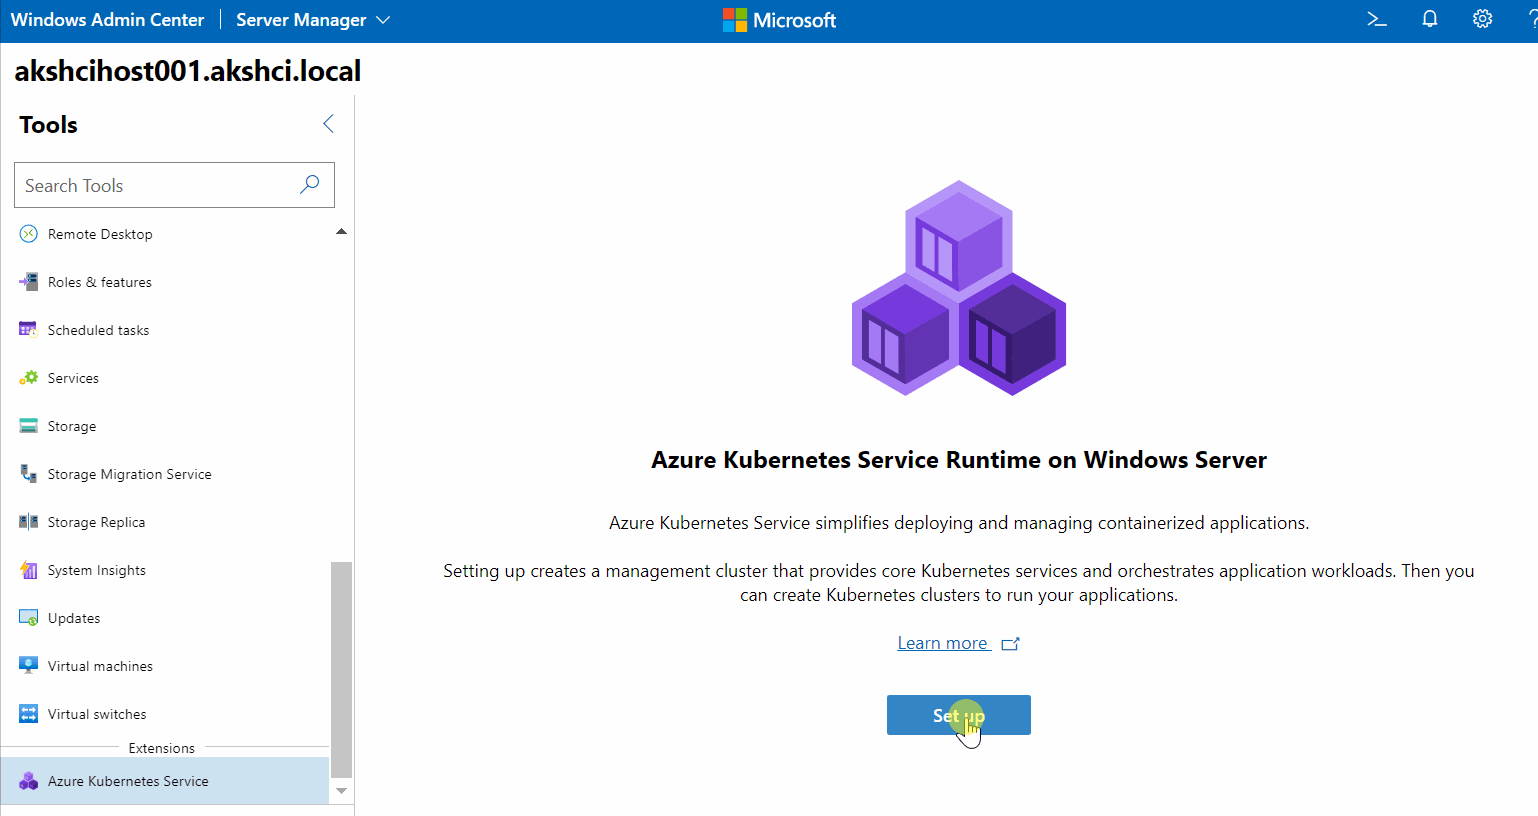 Windows Admin Center Server Manager Microsoft
akshcihost001.akshci.local
Tools
Search Tools
Remote Desktop
Roles & features
Scheduled tasks
Services
Storage
Storage Migration Service
Storage Replica
System Insights
Updates
Virtual machines
Virtual switches
Extensions
Azure Kubernetes Service
Azure Kubernetes Service Runtime on Windows Server
Azure Kubernetes Service simplifies deploying and managing containerized applications.
Setting up creates a management cluster that provides core Kubernetes services and orchestrates application workloads. Then you
can create Kubernetes clusters to run your applications.
Learn more
Set up